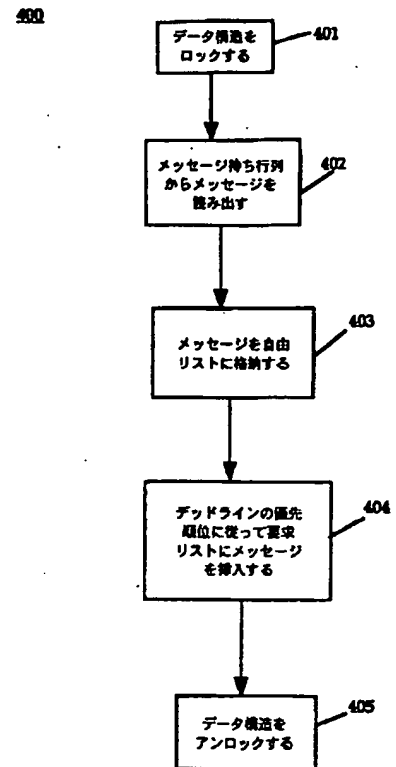 400
データ構造を
ロックする
401
メッセージ待ち行列
からメッセージを
読み出す
402
メッセージを自由
リストに格納する
403
デッドラインの優先
順位に従って要求
リストにメッセージ
を挿入する
404
データ構造を
アンロックする
405